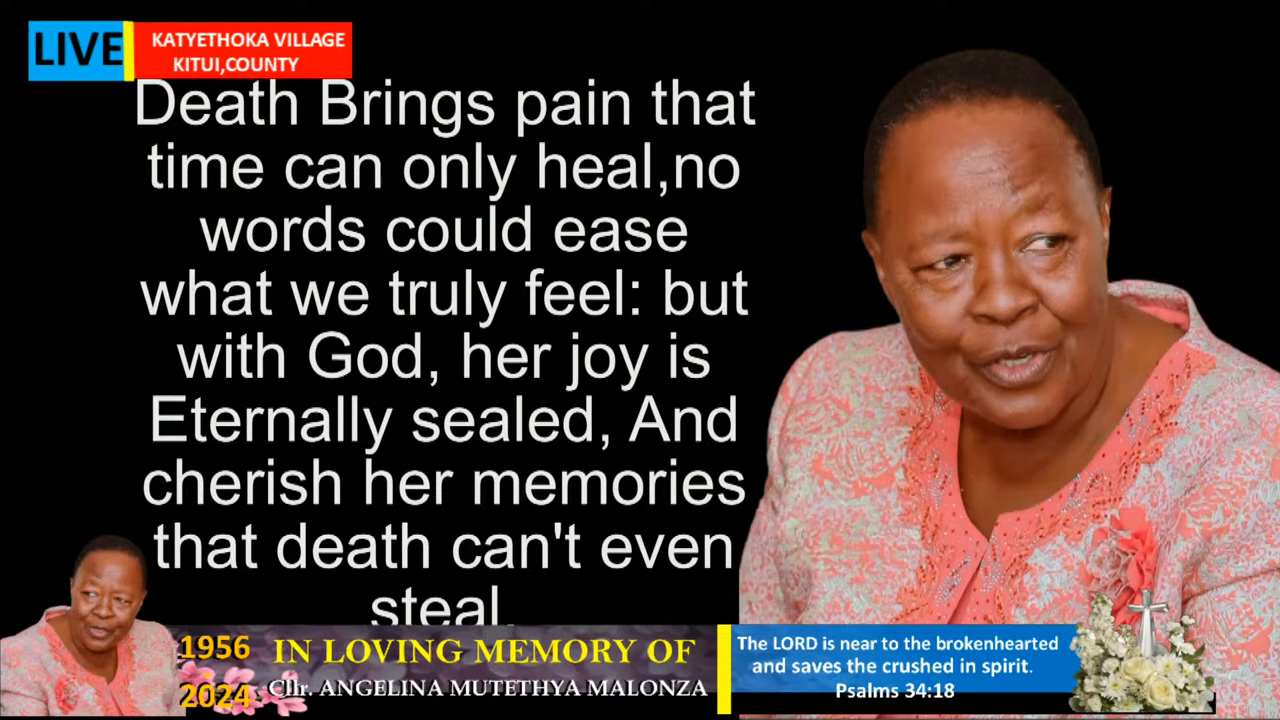 LIVE
KATYETHOKA VILLAGE
KITUI,COUNTY
Death Brings pain that
time can only heal,no
words could ease
what we truly feel: but
with God, her joy is
Eternally sealed, And
cherish her memories
that death can't even
steal.
1956
2024
IN LOVING MEMORY OF
Cllr. ANGELINA MUTETHYA MALONZA
The LORD is near to the brokenhearted
and saves the crushed in spirit.
Psalms 34:18